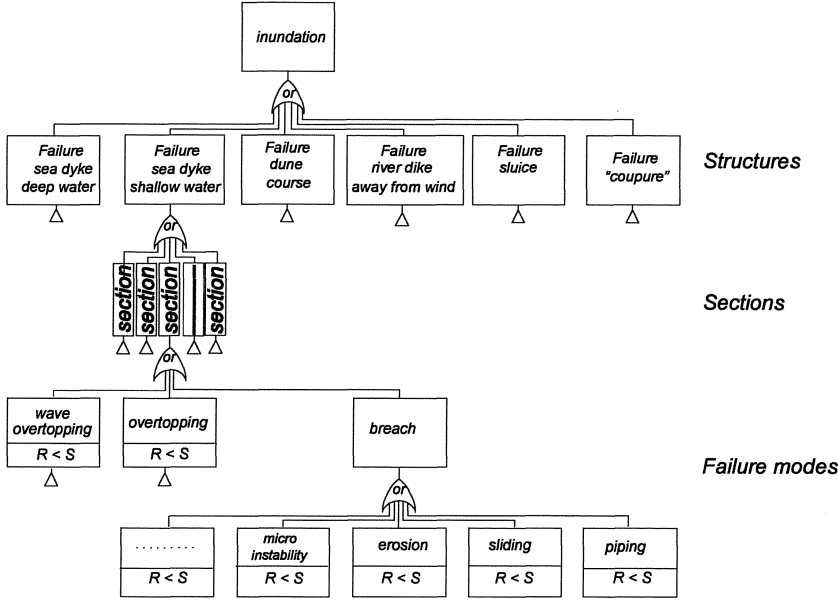 inundation
or
Failure
sea dyke
deep water
Failure
sea dyke
shallow water
Failure
dune
course
Failure
river dike
away from wind
Failure
sluice
Failure
"coupure"
Structures
or
section
section
section
section
Sections
or
wave
overtopping
R < S
overtopping
R < S
breach
Failure modes
or
. . . . . . . . .
R < S
micro
instability
R < S
erosion
R < S
sliding
R < S
piping
R < S